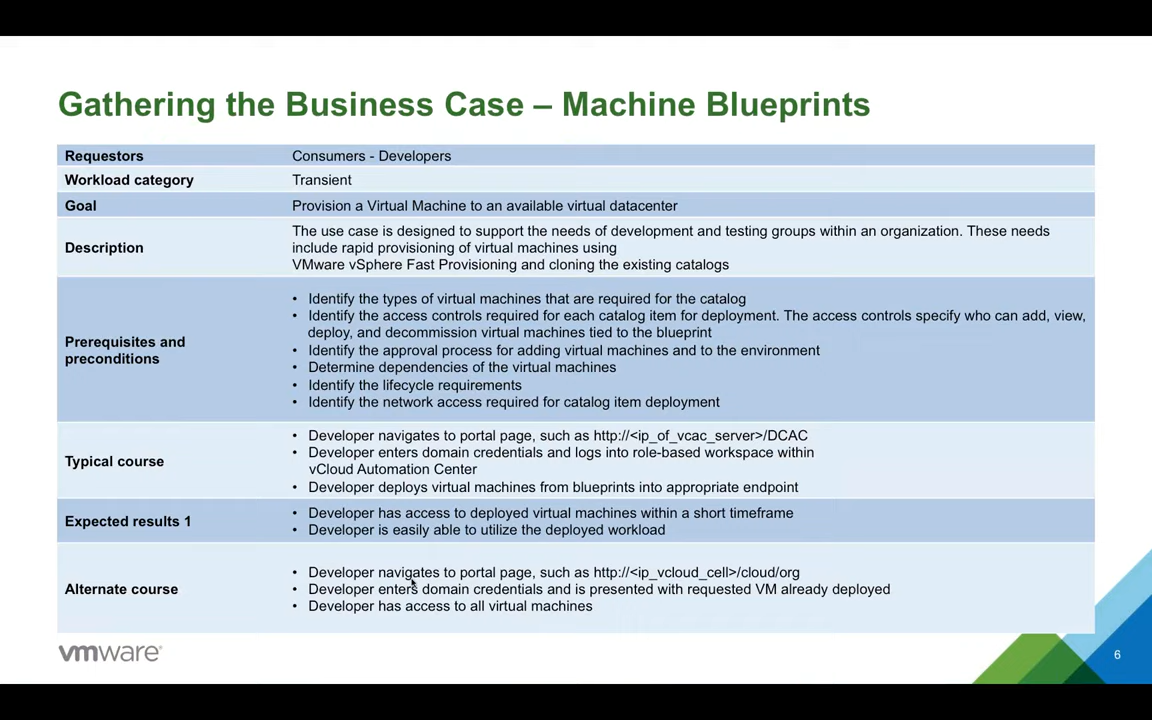 Gathering the Business Case – Machine Blueprints
Requestors
Consumers - Developers
Workload category
Transient
Goal
Provision a Virtual Machine to an available virtual datacenter
Description
The use case is designed to support the needs of development and testing groups within an organization. These needs
include rapid provisioning of virtual machines using
VMware vSphere Fast Provisioning and cloning the existing catalogs
Prerequisites and
preconditions
• Identify the types of virtual machines that are required for the catalog
• Identify the access controls required for each catalog item for deployment. The access controls specify who can add, view,
deploy, and decommission virtual machines tied to the blueprint
• Identify the approval process for adding virtual machines and to the environment
• Determine dependencies of the virtual machines
• Identify the lifecycle requirements
• Identify the network access required for catalog item deployment
Typical course
• Developer navigates to portal page, such as http://<ip_of_vcac_server>/DCAC
• Developer enters domain credentials and logs into role-based workspace within
vCloud Automation Center
• Developer deploys virtual machines from blueprints into appropriate endpoint
Expected results 1
• Developer has access to deployed virtual machines within a short timeframe
• Developer is easily able to utilize the deployed workload
Alternate course
• Developer navigates to portal page, such as http://<ip_vcloud_cell>/cloud/org
• Developer enters domain credentials and is presented with requested VM already deployed
• Developer has access to all virtual machines
vmware®
6